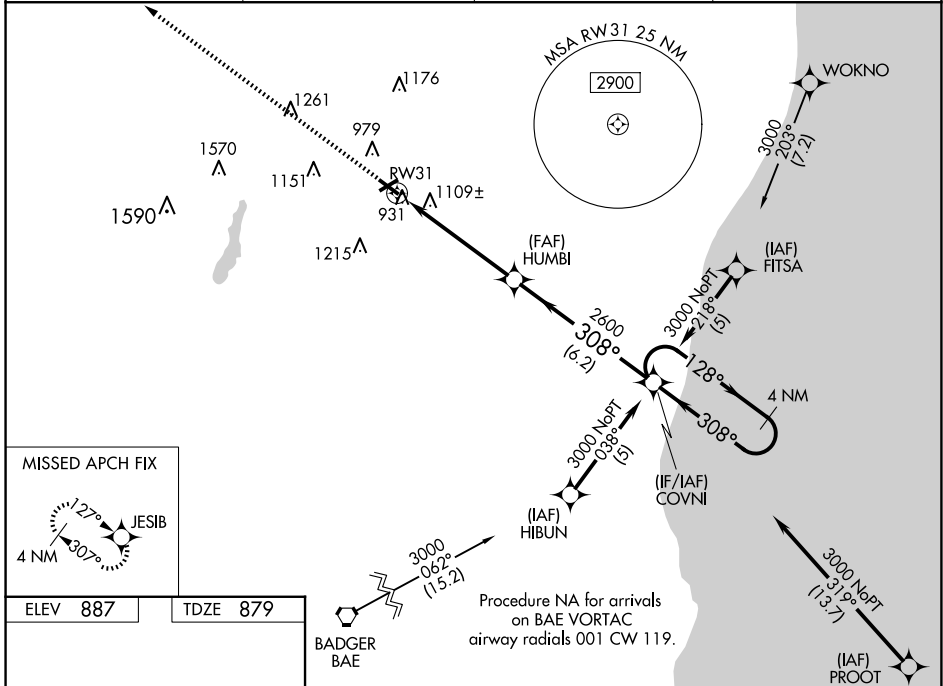 MSA RW31 25 NM
2900
WOKNO
3000
203°
(7.2)
1176
1261
979
1570
1151
RW31
1109±
931
1590
1215
(FAF)
HUMBI
(IAF)
FITSA
3000 NoPT
218°
(5)
2600
308°
(6.2)
128°
4 NM
308°
3000 NoPT
038°
(5)
(IF/IAF)
COVNI
(IAF)
HIBUN
MISSED APCH FIX
127°
JESIB
307°
4 NM
3000
062°
(15.2)
3000 NoPT
319°
(13.7)
ELEV 887
TDZE 879
BADGER
BAE
Procedure NA for arrivals
on BAE VORTAC
airway radials 001 CW 119.
(IAF)
PROOT